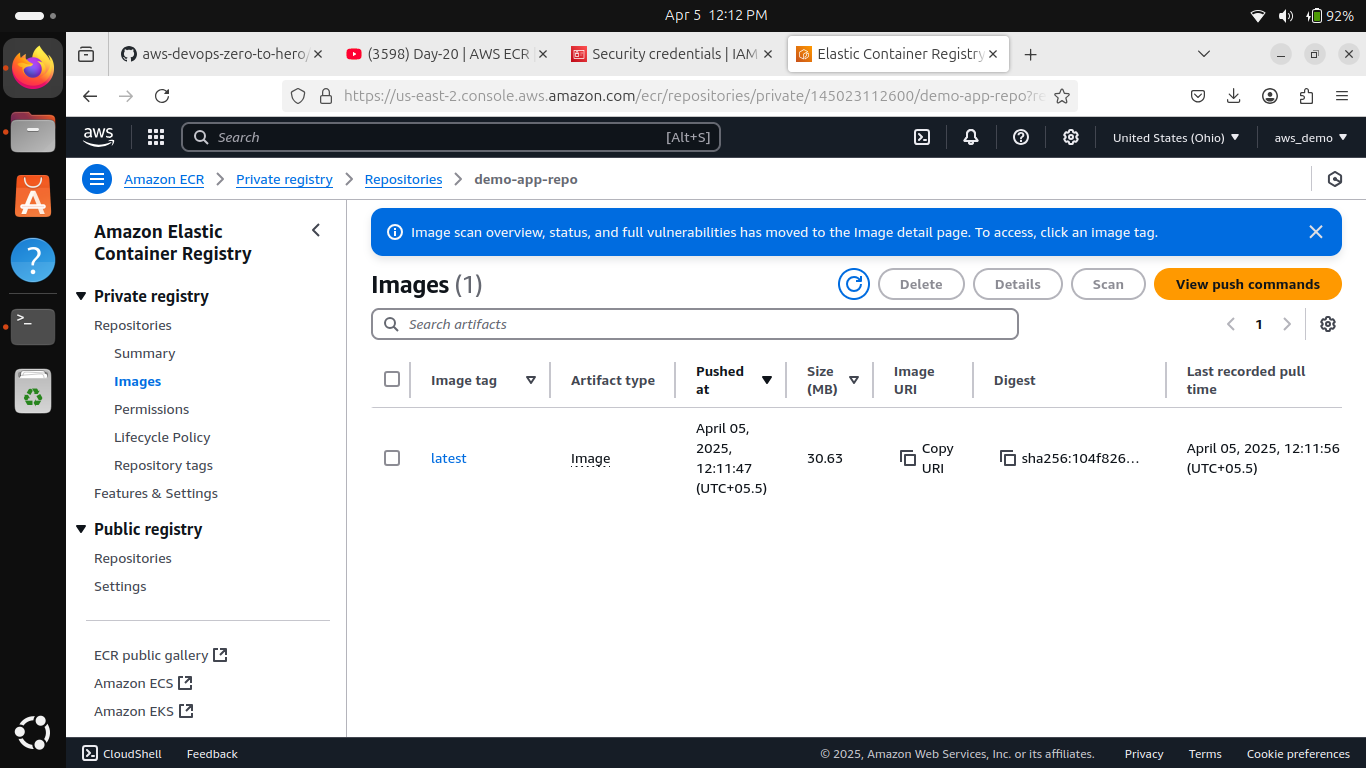 Apr 5 12:12 PM
92%
aws-devops-zero-to-hero/
(3598) Day-20 | AWS ECR |
Security credentials | IAM
Elastic Container Registry
https://us-east-2.console.aws.amazon.com/ecr/repositories/private/145023112600/demo-app-repo?re
aws
Search
[Alt+S]
United States (Ohio)
aws_demo
Amazon ECR
Private registry
Repositories
demo-app-repo
Amazon Elastic
Container Registry
Private registry
Repositories
Summary
Images
Permissions
Lifecycle Policy
Repository tags
Features & Settings
Public registry
Repositories
Settings
ECR public gallery
Amazon ECS
Amazon EKS
Image scan overview, status, and full vulnerabilities has moved to the Image detail page. To access, click an image tag.
Images (1)
Delete
Details
Scan
View push commands
Search artifacts
1
Image tag
Artifact type
Pushed
at
Size
(MB)
Image
URI
Digest
Last recorded pull
time
latest
Image
April 05,
2025,
12:11:47
(UTC+05.5)
30.63
Copy
URI
sha256:104f826...
April 05, 2025, 12:11:56
(UTC+05.5)
CloudShell
Feedback
© 2025, Amazon Web Services, Inc. or its affiliates.
Privacy
Terms
Cookie preferences